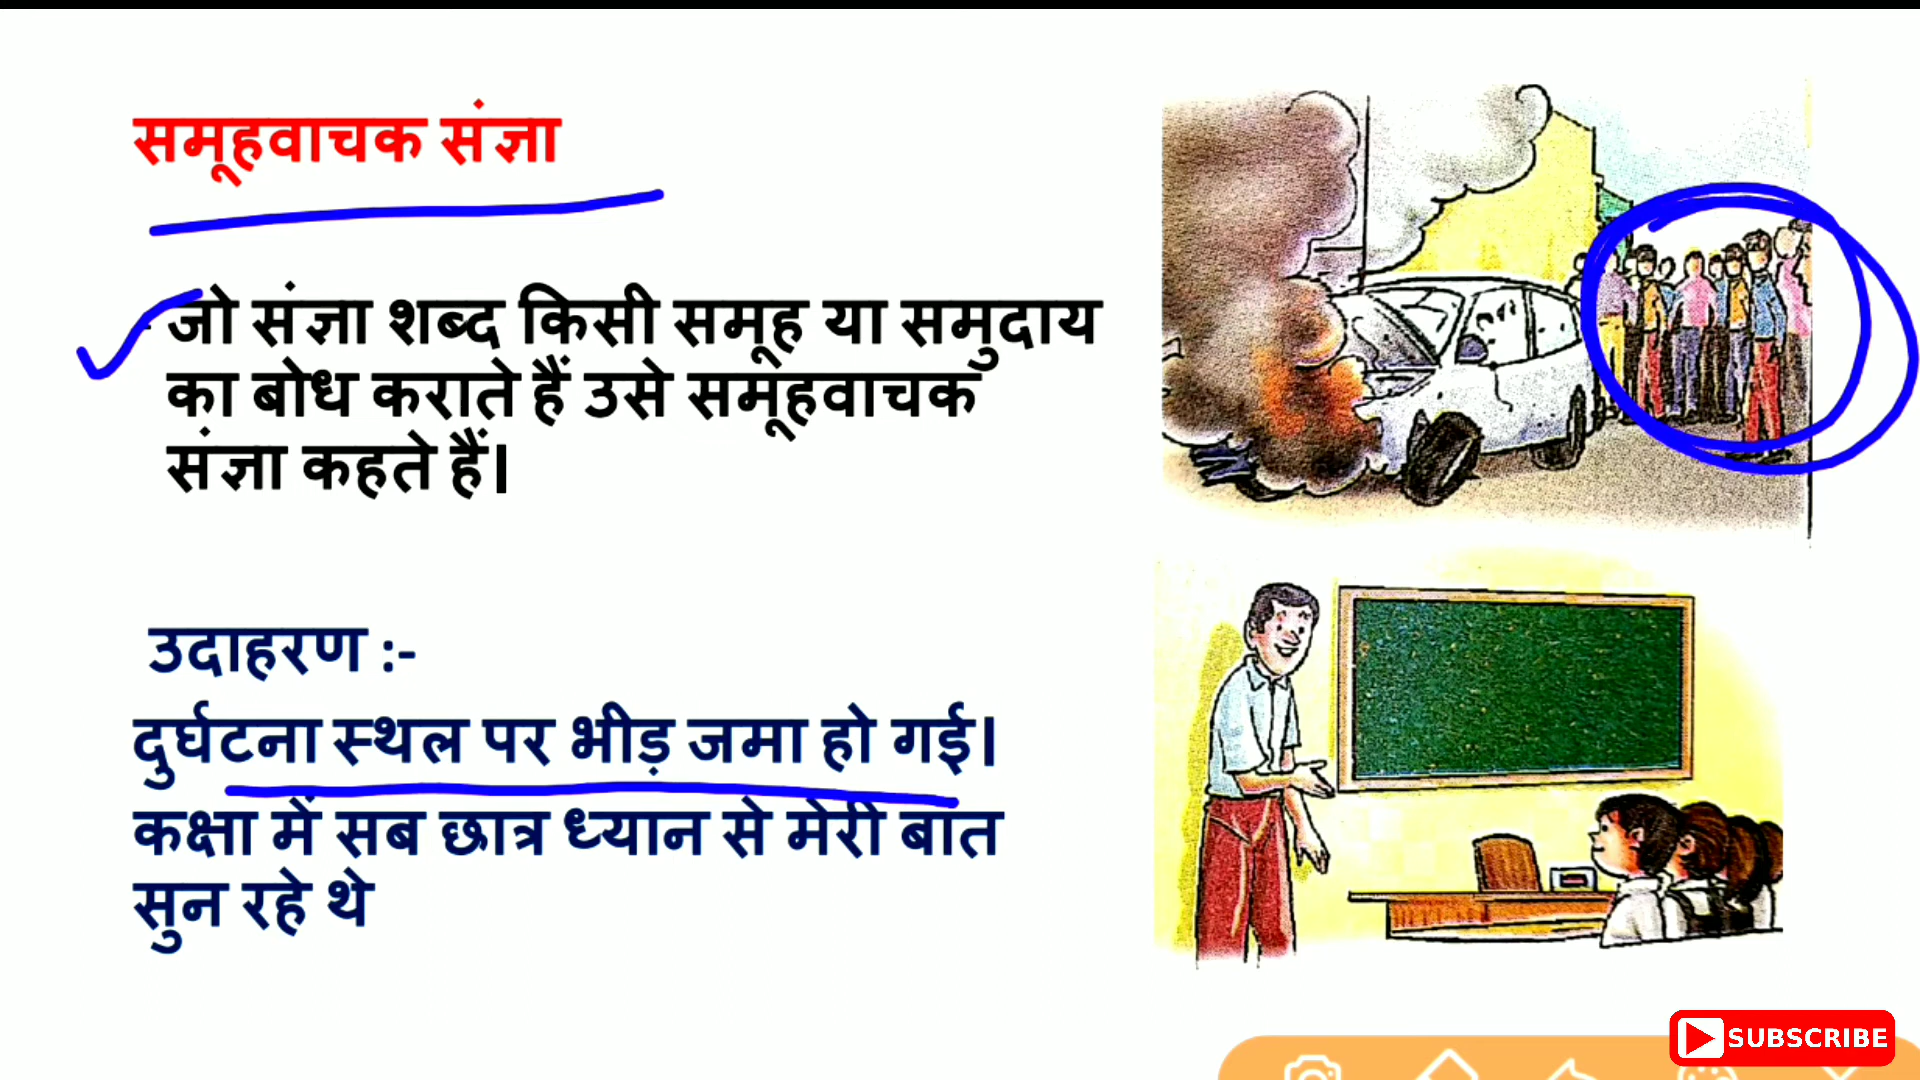 समूहवाचक संज्ञा
जो संज्ञा शब्द किसी समूह या समुदाय
का बोध कराते हैं उसे समूहवाचक
संज्ञा कहते हैं।
उदाहरण :-
दुर्घटना स्थल पर भीड़ जमा हो गई।
कक्षा में सब छात्र ध्यान से मेरी बात
सुन रहे थे
SUBSCRIBE